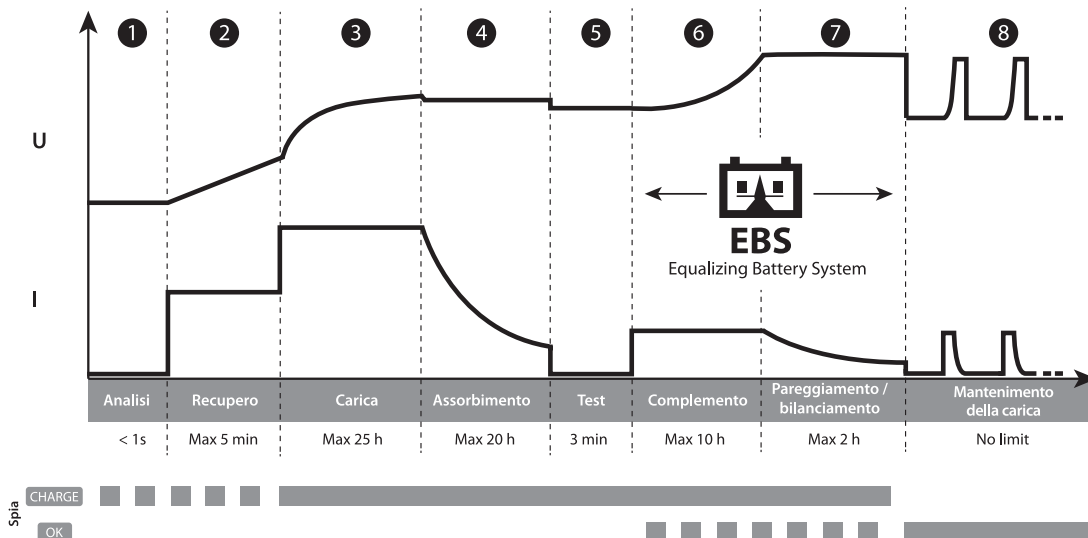 1 2 3 4 5 6 7 8
U
EBS
Equalizing Battery System
I
Analisi Recupero Carica Assorbimento Test Complemento Pareggiamento / bilanciamento Mantenimento della carica
< 1s Max 5 min Max 25 h Max 20 h 3 min Max 10 h Max 2 h No limit
Spia
CHARGE
OK